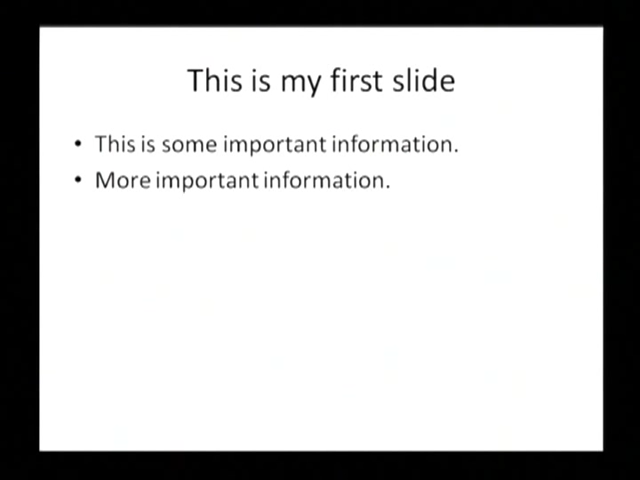 This is my first slide
• This is some important information.
• More important information.